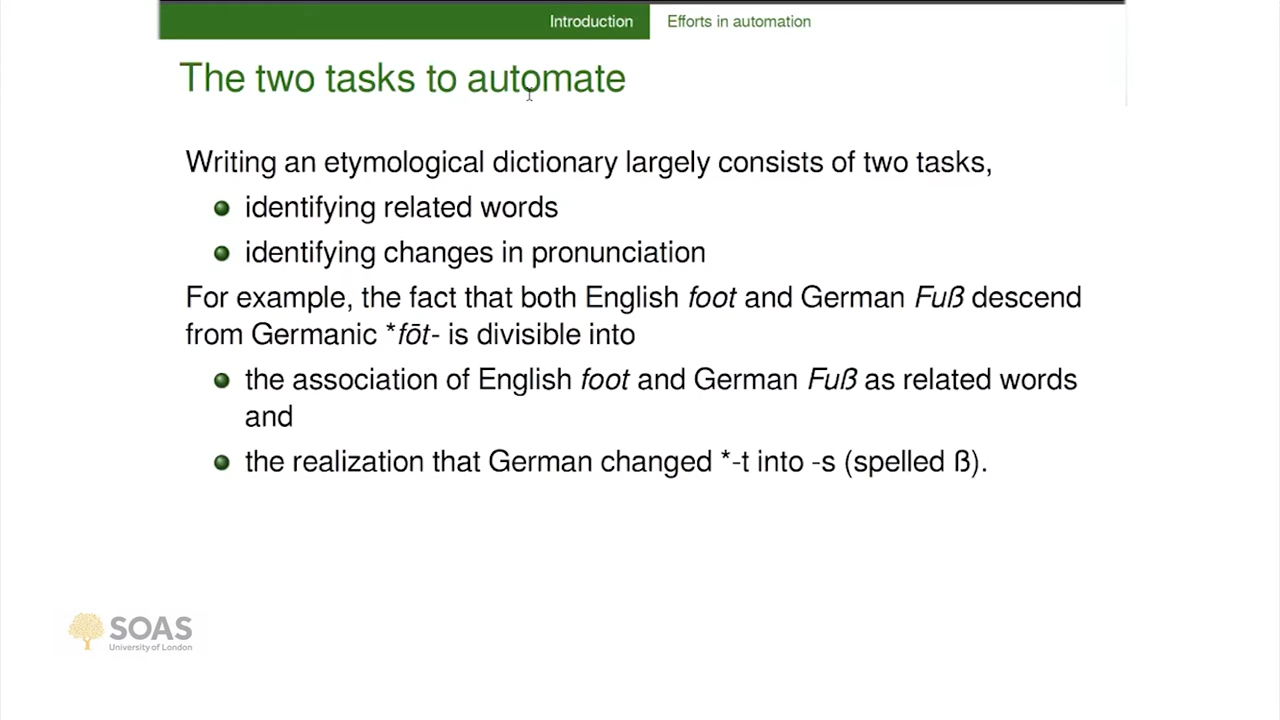 Introduction Efforts in automation
The two tasks to automate
Writing an etymological dictionary largely consists of two tasks,
identifying related words
identifying changes in pronunciation
For example, the fact that both English foot and German Fuß descend
from Germanic *fōt- is divisible into
the association of English foot and German Fuß as related words
and
the realization that German changed *-t into -s (spelled ß).
SOAS
University of London